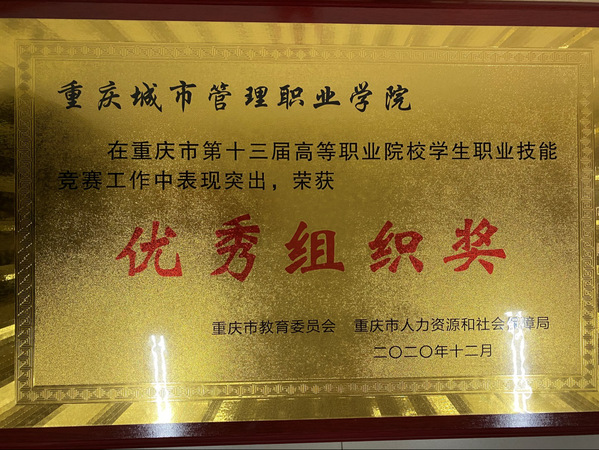 重庆城市管理职业学院
在重庆市第十三届高等职业院校学生职业技能
竞赛工作中表现突出，荣获
优秀组织奖
重庆市教育委员会 重庆市人力资源和社会保障局
二〇二〇年十二月